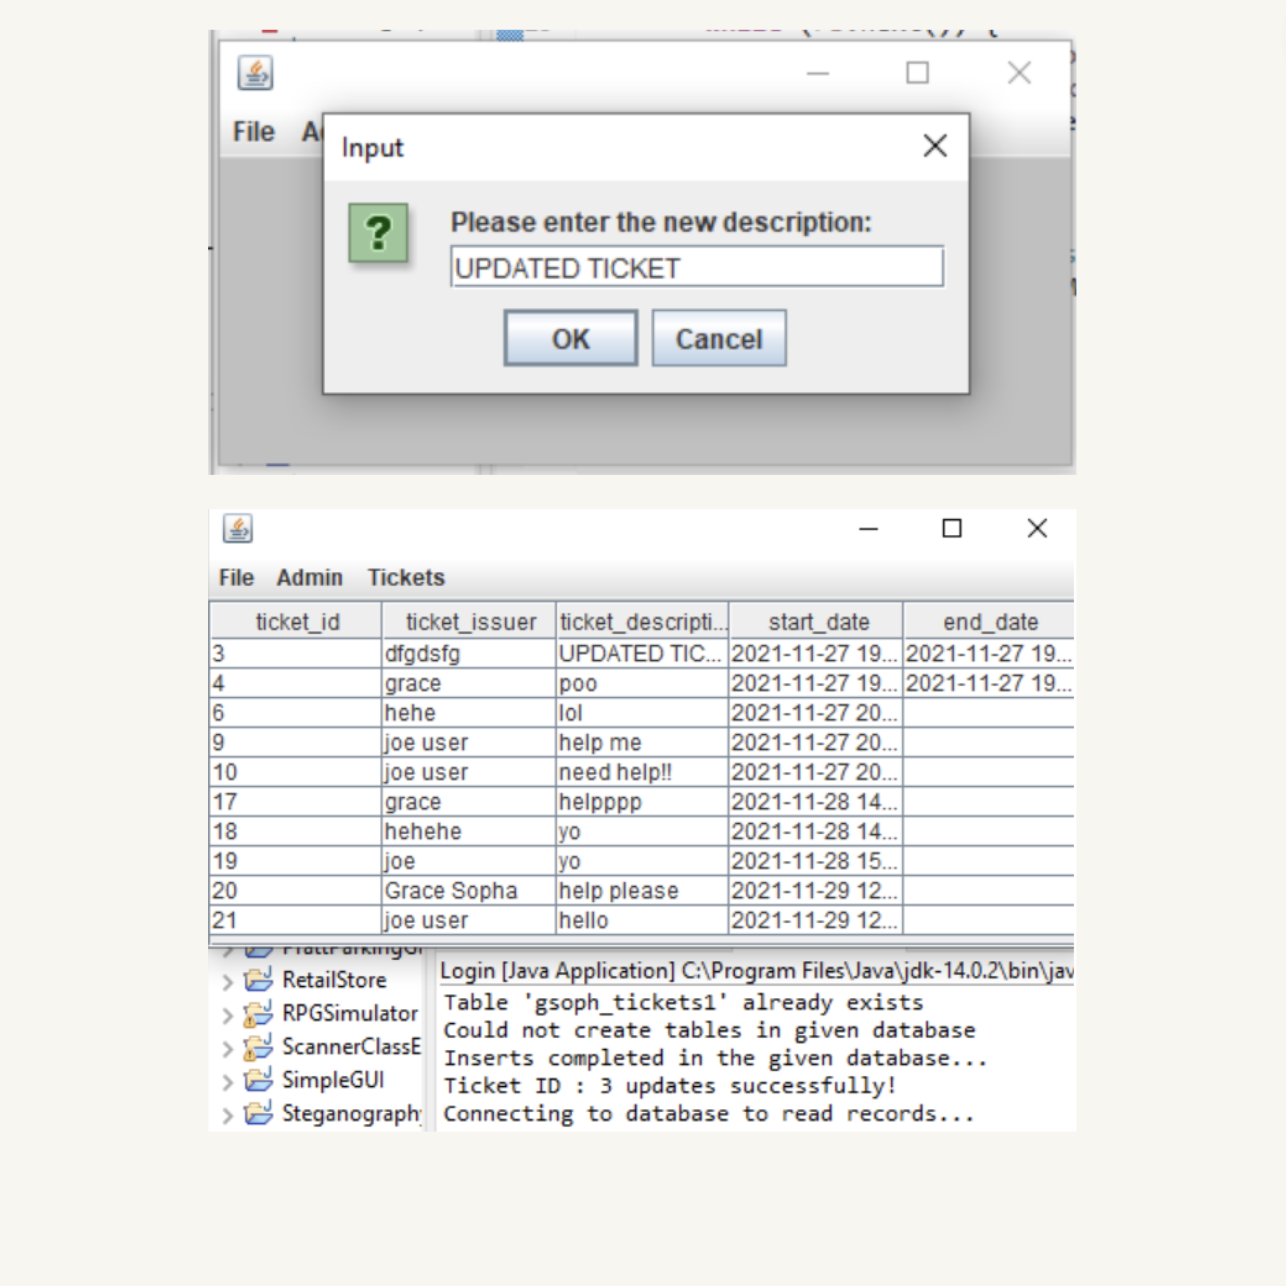 File
Input
?
Please enter the new description:
UPDATED TICKET
OK Cancel
File Admin Tickets
ticket_id ticket_issuer ticket_descripti... start_date end_date
3 dfgdsfg UPDATED TIC... 2021-11-27 19... 2021-11-27 19...
4 grace poo 2021-11-27 19... 2021-11-27 19...
6 hehe lol 2021-11-27 20...
9 joe user help me 2021-11-27 20...
10 joe user need help!! 2021-11-27 20...
17 grace helpppp 2021-11-28 14...
18 hehehe yo 2021-11-28 14...
19 joe yo 2021-11-28 15...
20 Grace Sopha help please 2021-11-29 12...
21 joe user hello 2021-11-29 12...
RetailStore
RPGSimulator
ScannerClassE
SimpleGUI
Steganography
Login [Java Application] C:\Program Files\Java\jdk-14.0.2\bin\jav
Table 'gsoph_tickets1' already exists
Could not create tables in given database
Inserts completed in the given database...
Ticket ID : 3 updates successfully!
Connecting to database to read records...